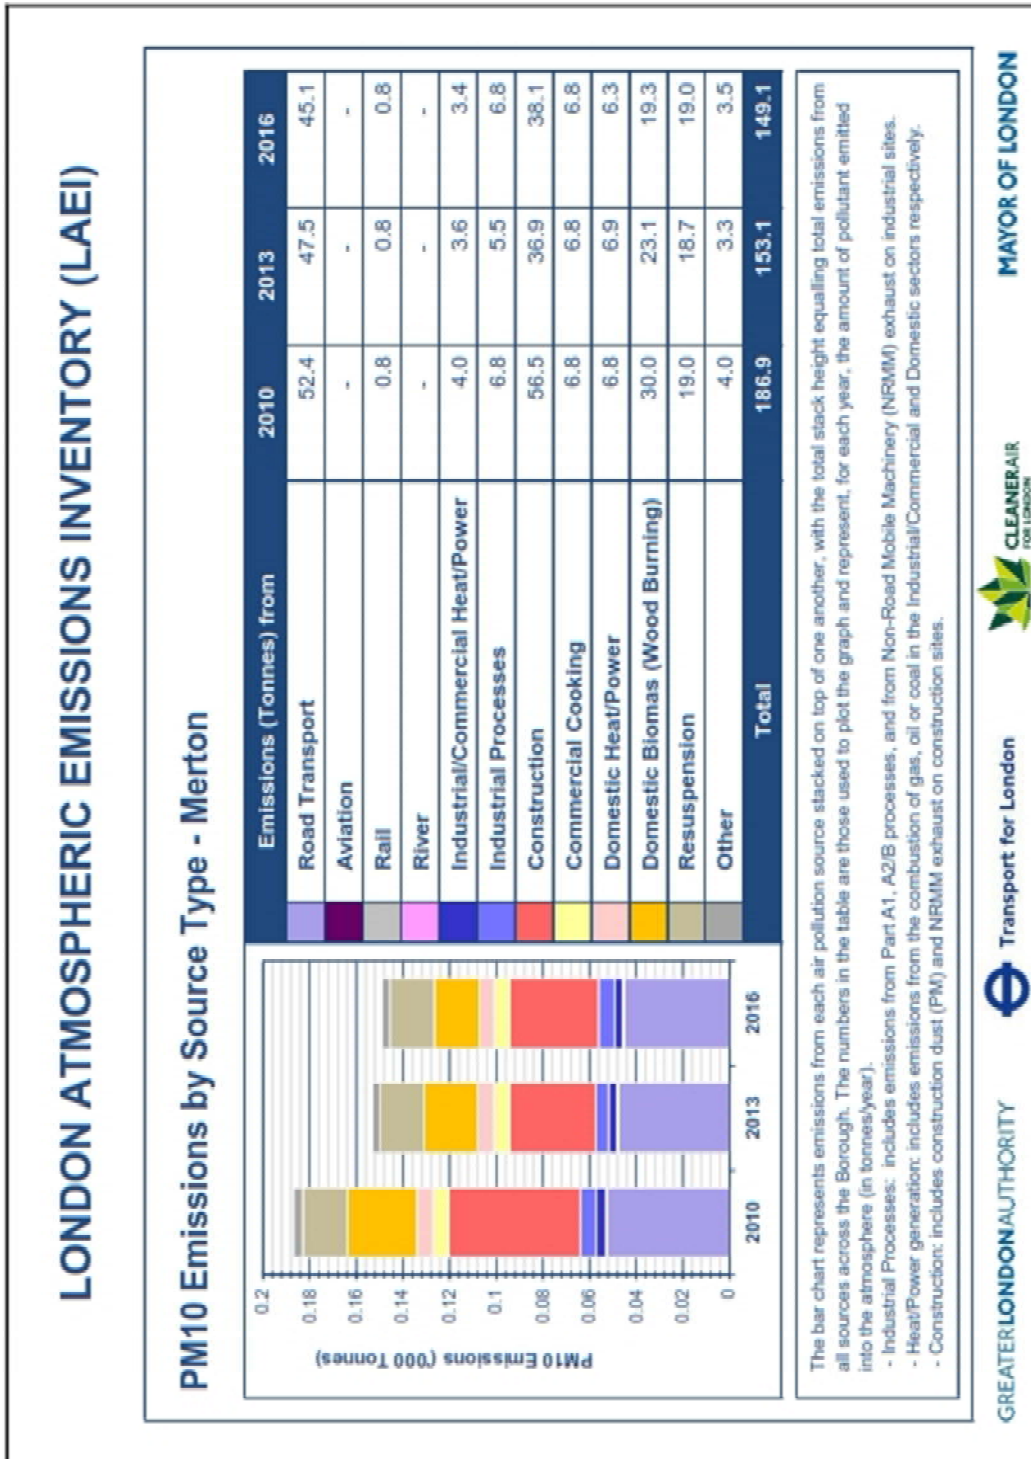 LONDON ATMOSPHERIC EMISSIONS INVENTORY (LAEI)
PM10 Emissions by Source Type - Merton
PM10 Emissions ('000 Tonnes)
0.2
0.18
0.16
0.14
0.12
0.1
0.08
0.06
0.04
0.02
0
2010 2013 2016
Emissions (Tonnes) from 2010 2013 2016
Road Transport 52.4 47.5 45.1
Aviation - - -
Rail 0.8 0.8 0.8
River - - -
Industrial/Commercial Heat/Power 4.0 3.6 3.4
Industrial Processes 6.8 5.5 6.8
Construction 56.5 36.9 38.1
Commercial Cooking 6.8 6.8 6.8
Domestic Heat/Power 6.8 6.9 6.3
Domestic Biomas (Wood Burning) 30.0 23.1 19.3
Resuspension 19.0 18.7 19.0
Other 4.0 3.3 3.5
Total 186.9 153.1 149.1
The bar chart represents emissions from each air pollution source stacked on top of one another, with the total stack height equalling total emissions from
all sources across the Borough. The numbers in the table are those used to plot the graph and represent, for each year, the amount of pollutant emitted
into the atmosphere (in tonnes/year).
- Industrial Processes: includes emissions from Part A1, A2/B processes, and from Non-Road Mobile Machinery (NRMM) exhaust on industrial sites.
- Heat/Power generation: includes emissions from the combustion of gas, oil or coal in the Industrial/Commercial and Domestic sectors respectively.
- Construction: includes construction dust (PM) and NRMM exhaust on construction sites.
GREATERLONDONAUTHORITY
Transport for London
CLEANERAIR
FOR LONDON
MAYOR OF LONDON